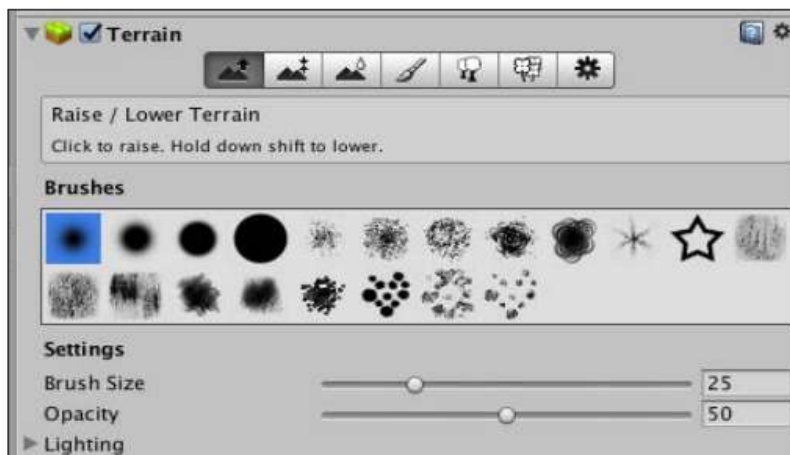 Terrain
Raise / Lower Terrain
Click to raise. Hold down shift to lower.
Brushes
Settings
Brush Size 25
Opacity 50
Lighting